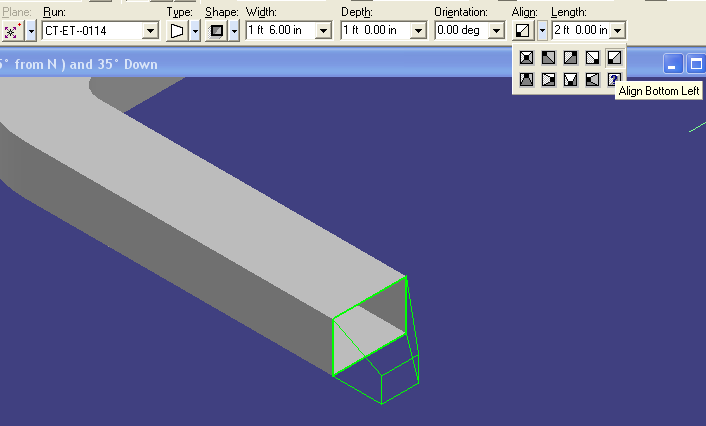 Plane: Run: Type: Shape: Width: Depth: Orientation: Align: Length:
CT-ET--0114 1 ft 6.00 in 1 ft 0.00 in 0.00 deg 2 ft 0.00 in
° from N ) and 35° Down
?
Align Bottom Left